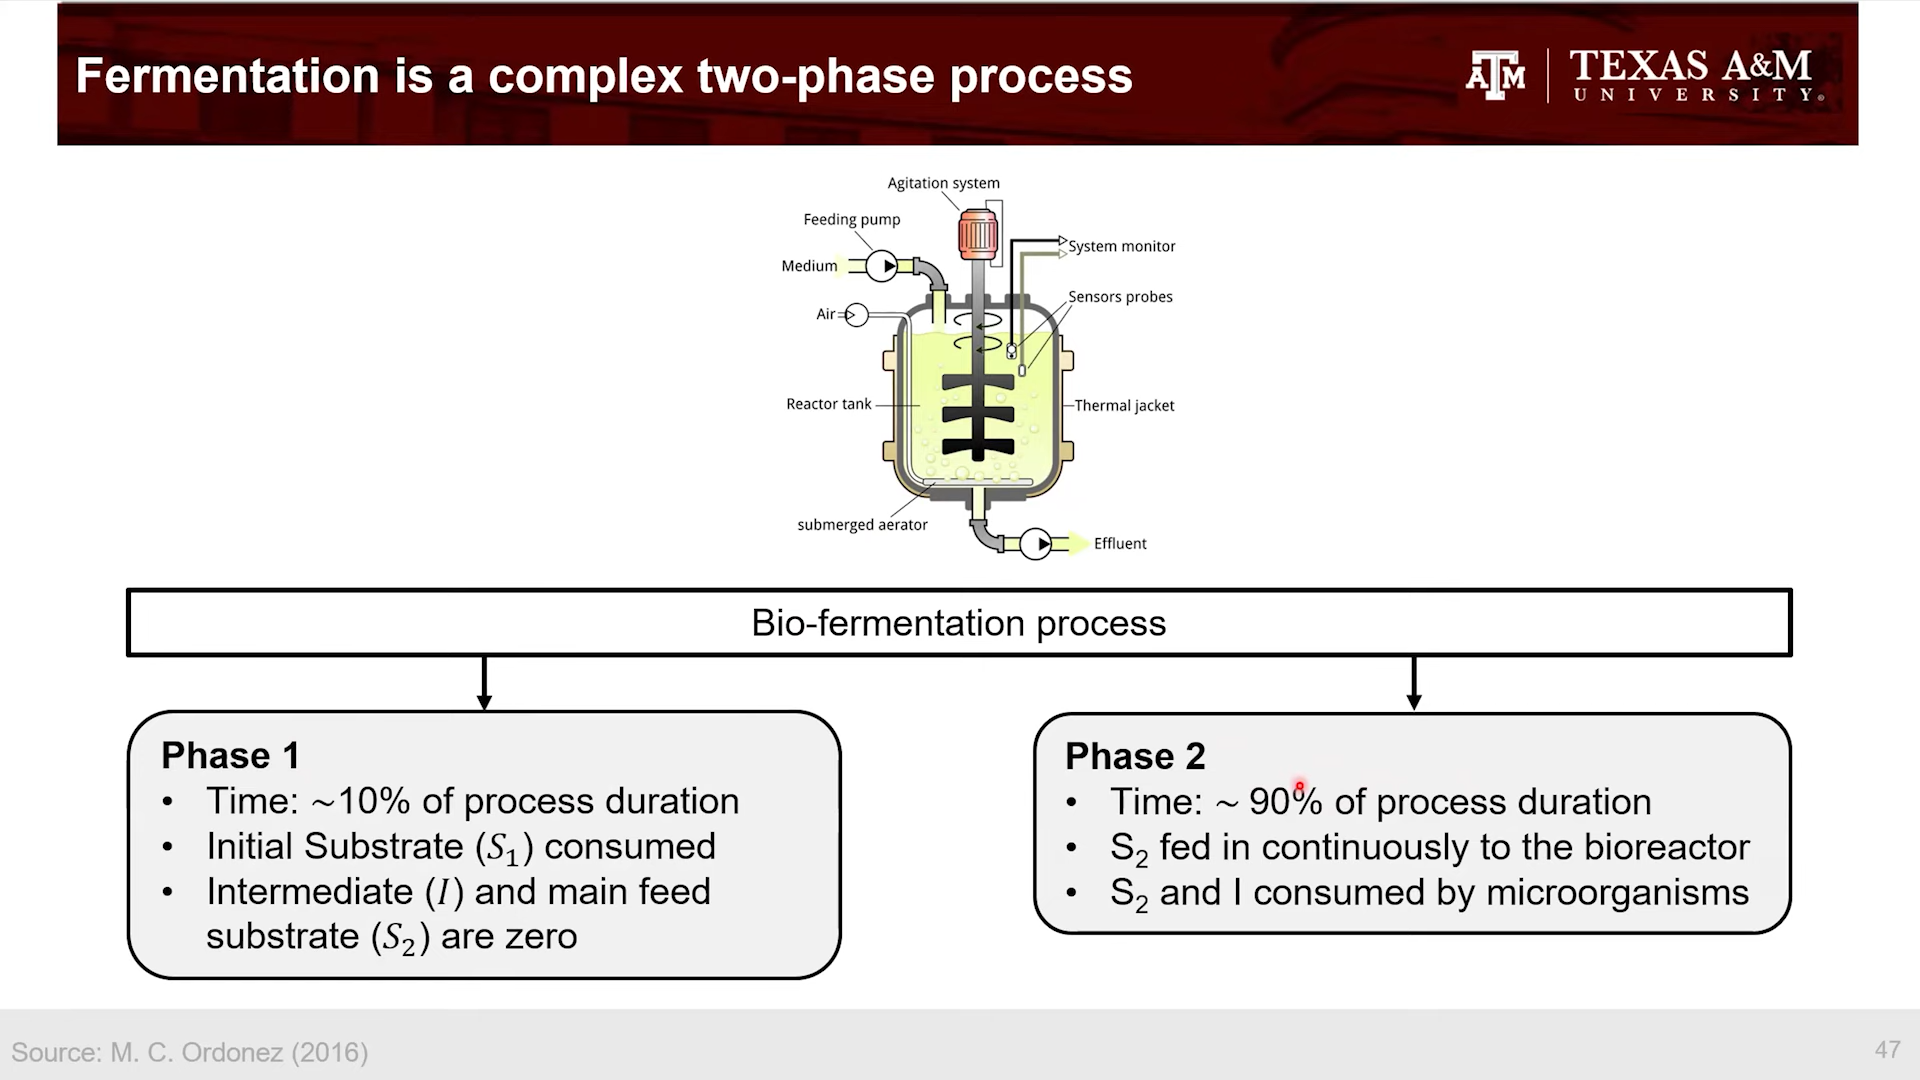 Fermentation is a complex two-phase process
ATM
TEXAS A&M
UNIVERSITY®
Agitation system
Feeding pump
Medium
System monitor
Sensors probes
Air
Reactor tank
Thermal jacket
submerged aerator
Effluent
Bio-fermentation process
Phase 1
• Time: ~10% of process duration
• Initial Substrate (S₁) consumed
• Intermediate (I) and main feed
substrate (S₂) are zero
Phase 2
• Time: ~ 90% of process duration
• S₂ fed in continuously to the bioreactor
• S₂ and I consumed by microorganisms
Source: M. C. Ordonez (2016)
47